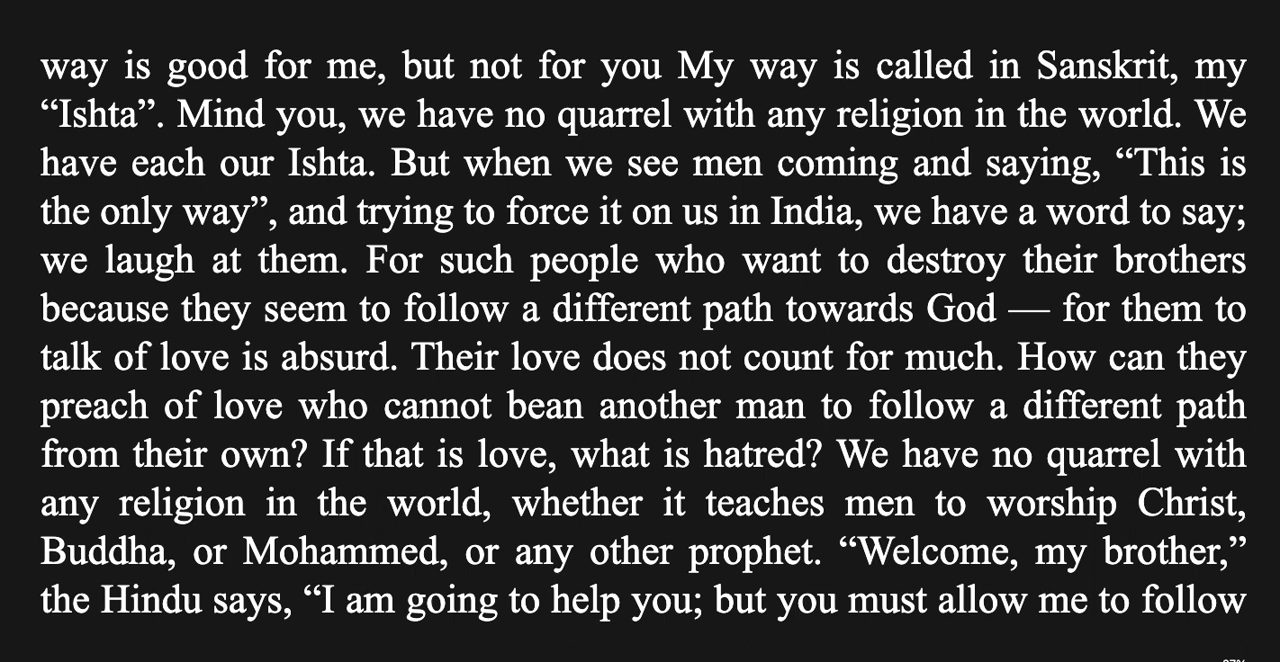 way is good for me, but not for you My way is called in Sanskrit, my
“Ishta”. Mind you, we have no quarrel with any religion in the world. We
have each our Ishta. But when we see men coming and saying, “This is
the only way”, and trying to force it on us in India, we have a word to say;
we laugh at them. For such people who want to destroy their brothers
because they seem to follow a different path towards God — for them to
talk of love is absurd. Their love does not count for much. How can they
preach of love who cannot bean another man to follow a different path
from their own? If that is love, what is hatred? We have no quarrel with
any religion in the world, whether it teaches men to worship Christ,
Buddha, or Mohammed, or any other prophet. “Welcome, my brother,”
the Hindu says, “I am going to help you; but you must allow me to follow